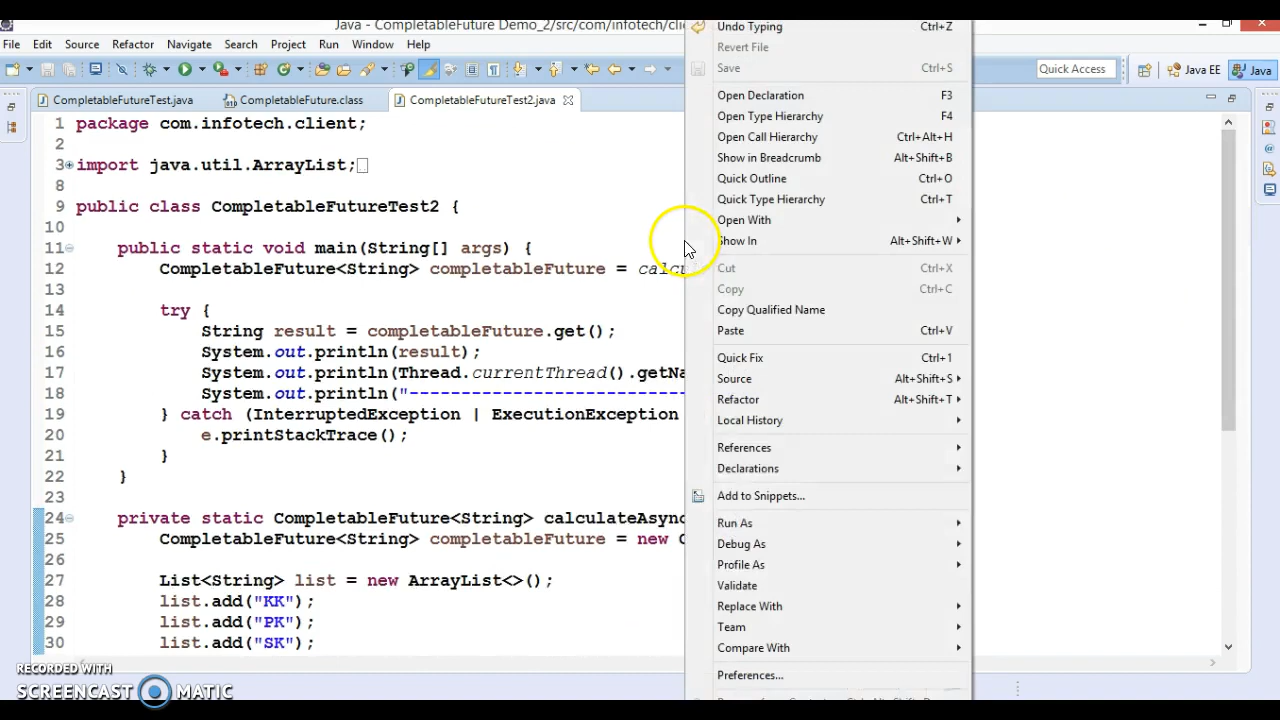 Java - CompletableFuture Demo_2/src/com/infotech/clie
File Edit Source Refactor Navigate Search Project Run Window Help
Quick Access Java EE Java
CompletableFutureTest.java CompletableFuture.class CompletableFutureTest2.java
1 package com.infotech.client;
2
3 import java.util.ArrayList;
8
9 public class CompletableFutureTest2 {
10
11 public static void main(String[] args) {
12 CompletableFuture<String> completableFuture = calcu
13
14 try {
15 String result = completableFuture.get();
16 System.out.println(result);
17 System.out.println(Thread.currentThread().getNa
18 System.out.println("---------------------------
19 } catch (InterruptedException | ExecutionException
20 e.printStackTrace();
21 }
22 }
23
24 private static CompletableFuture<String> calculateAsync
25 CompletableFuture<String> completableFuture = new C
26
27 List<String> list = new ArrayList<>();
28 list.add("KK");
29 list.add("PK");
30 list.add("SK");
Undo Typing Ctrl+Z
Revert File
Save Ctrl+S
Open Declaration F3
Open Type Hierarchy F4
Open Call Hierarchy Ctrl+Alt+H
Show in Breadcrumb Alt+Shift+B
Quick Outline Ctrl+O
Quick Type Hierarchy Ctrl+T
Open With
Show In Alt+Shift+W
Cut Ctrl+X
Copy Ctrl+C
Copy Qualified Name
Paste Ctrl+V
Quick Fix Ctrl+1
Source Alt+Shift+S
Refactor Alt+Shift+T
Local History
References
Declarations
Add to Snippets...
Run As
Debug As
Profile As
Validate
Replace With
Team
Compare With
Preferences...
RECORDED WITH
SCREENCAST MATIC